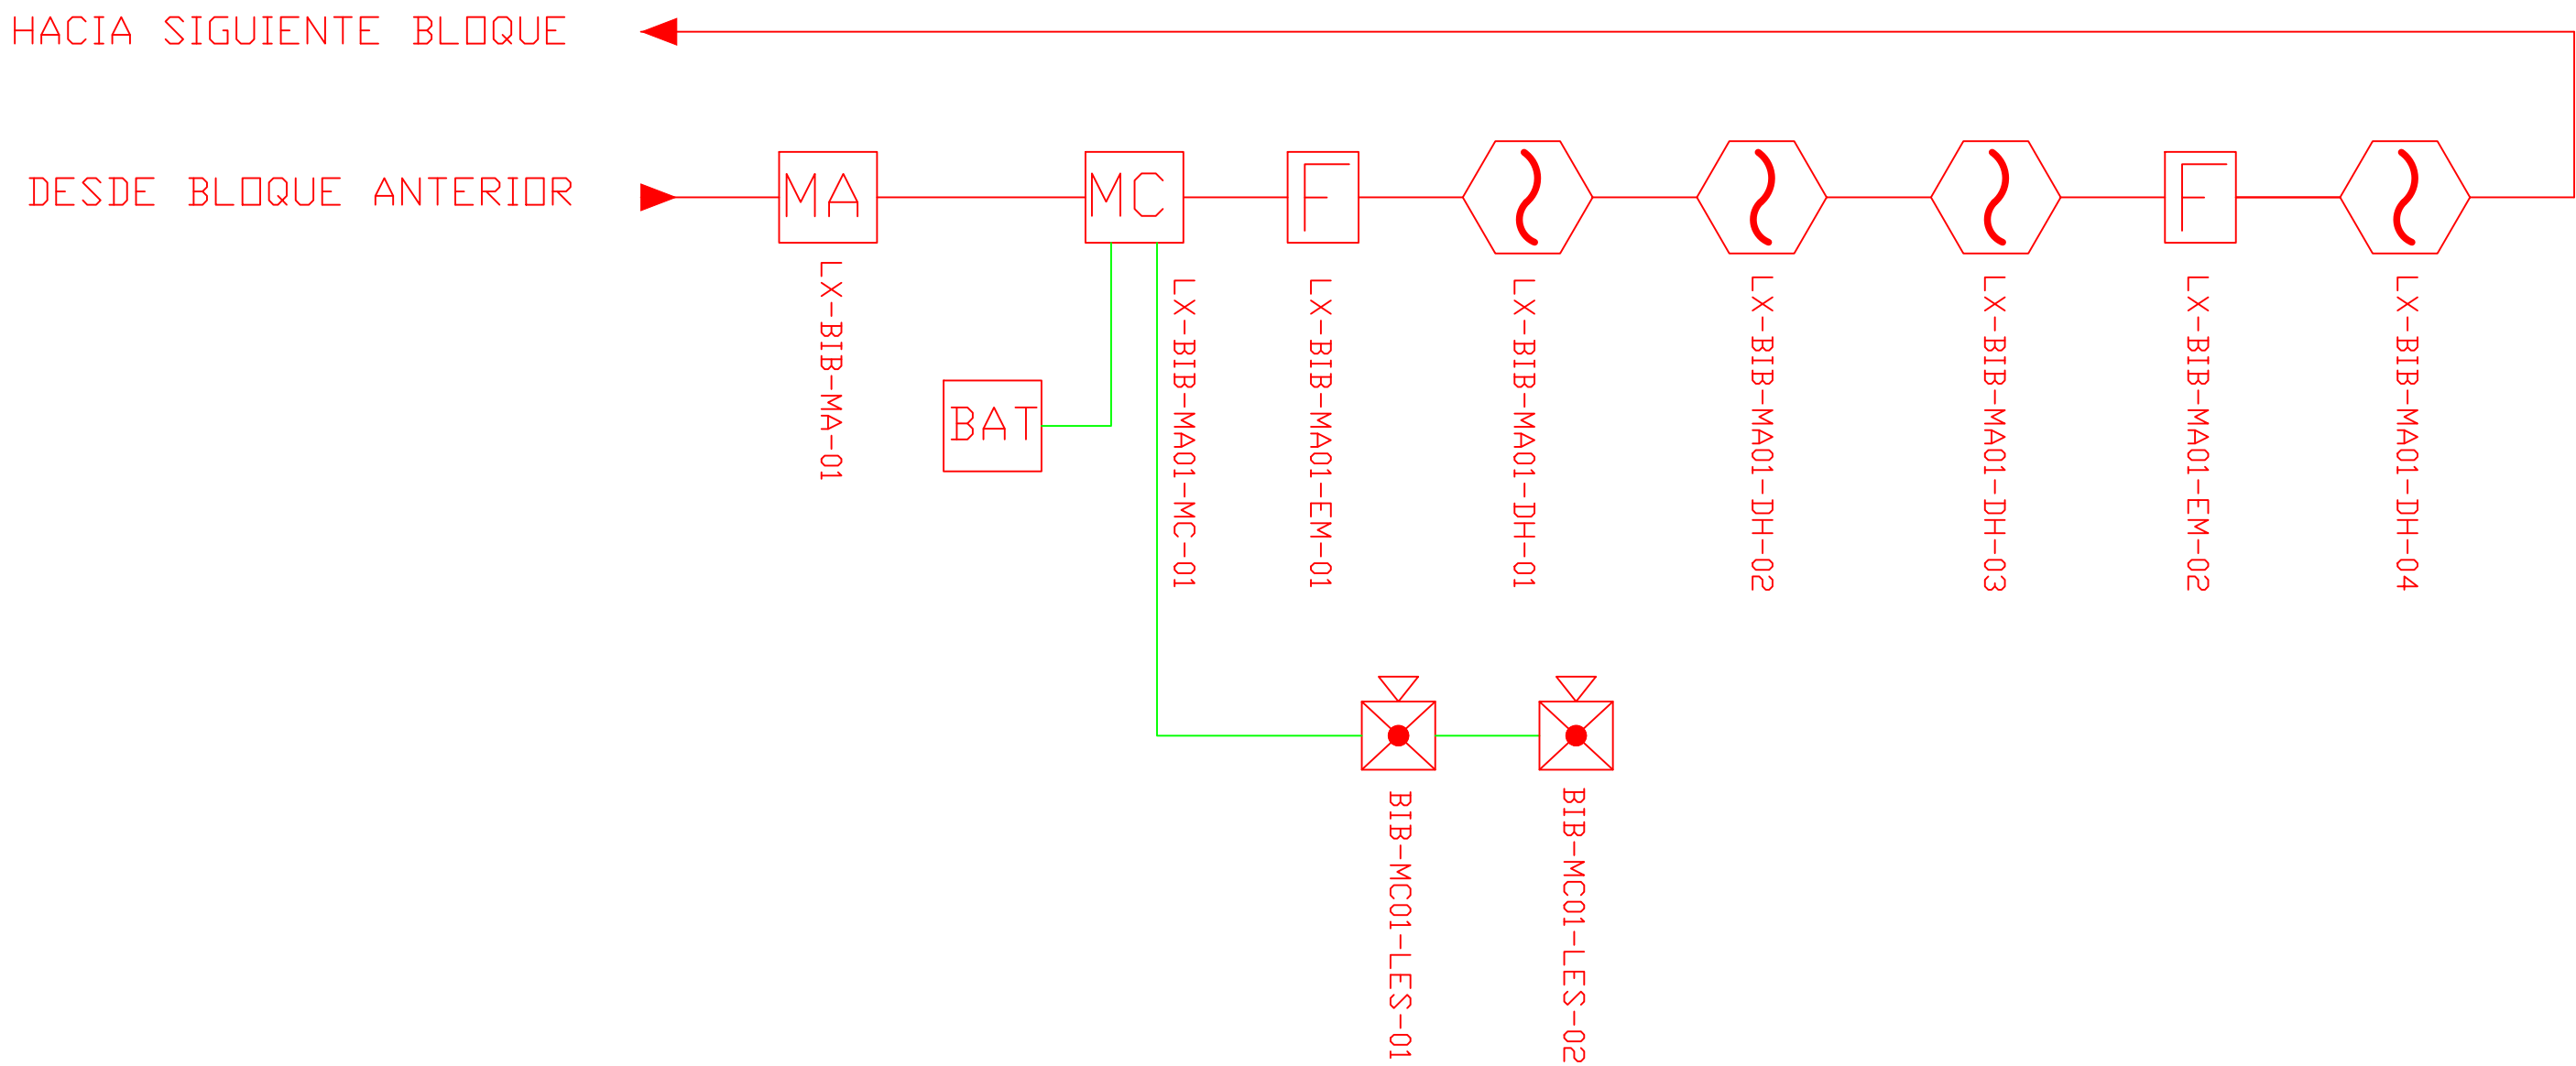 HACIA SIGUIENTE BLOQUE
DESDE BLOQUE ANTERIOR
MA
MC
F
F
LX-BIB-MA-01
LX-BIB-MA01-MC-01
LX-BIB-MA01-EM-01
LX-BIB-MA01-DH-01
LX-BIB-MA01-DH-02
LX-BIB-MA01-DH-03
LX-BIB-MA01-EM-02
LX-BIB-MA01-DH-04
BAT
BIB-MC01-LES-01
BIB-MC01-LES-02